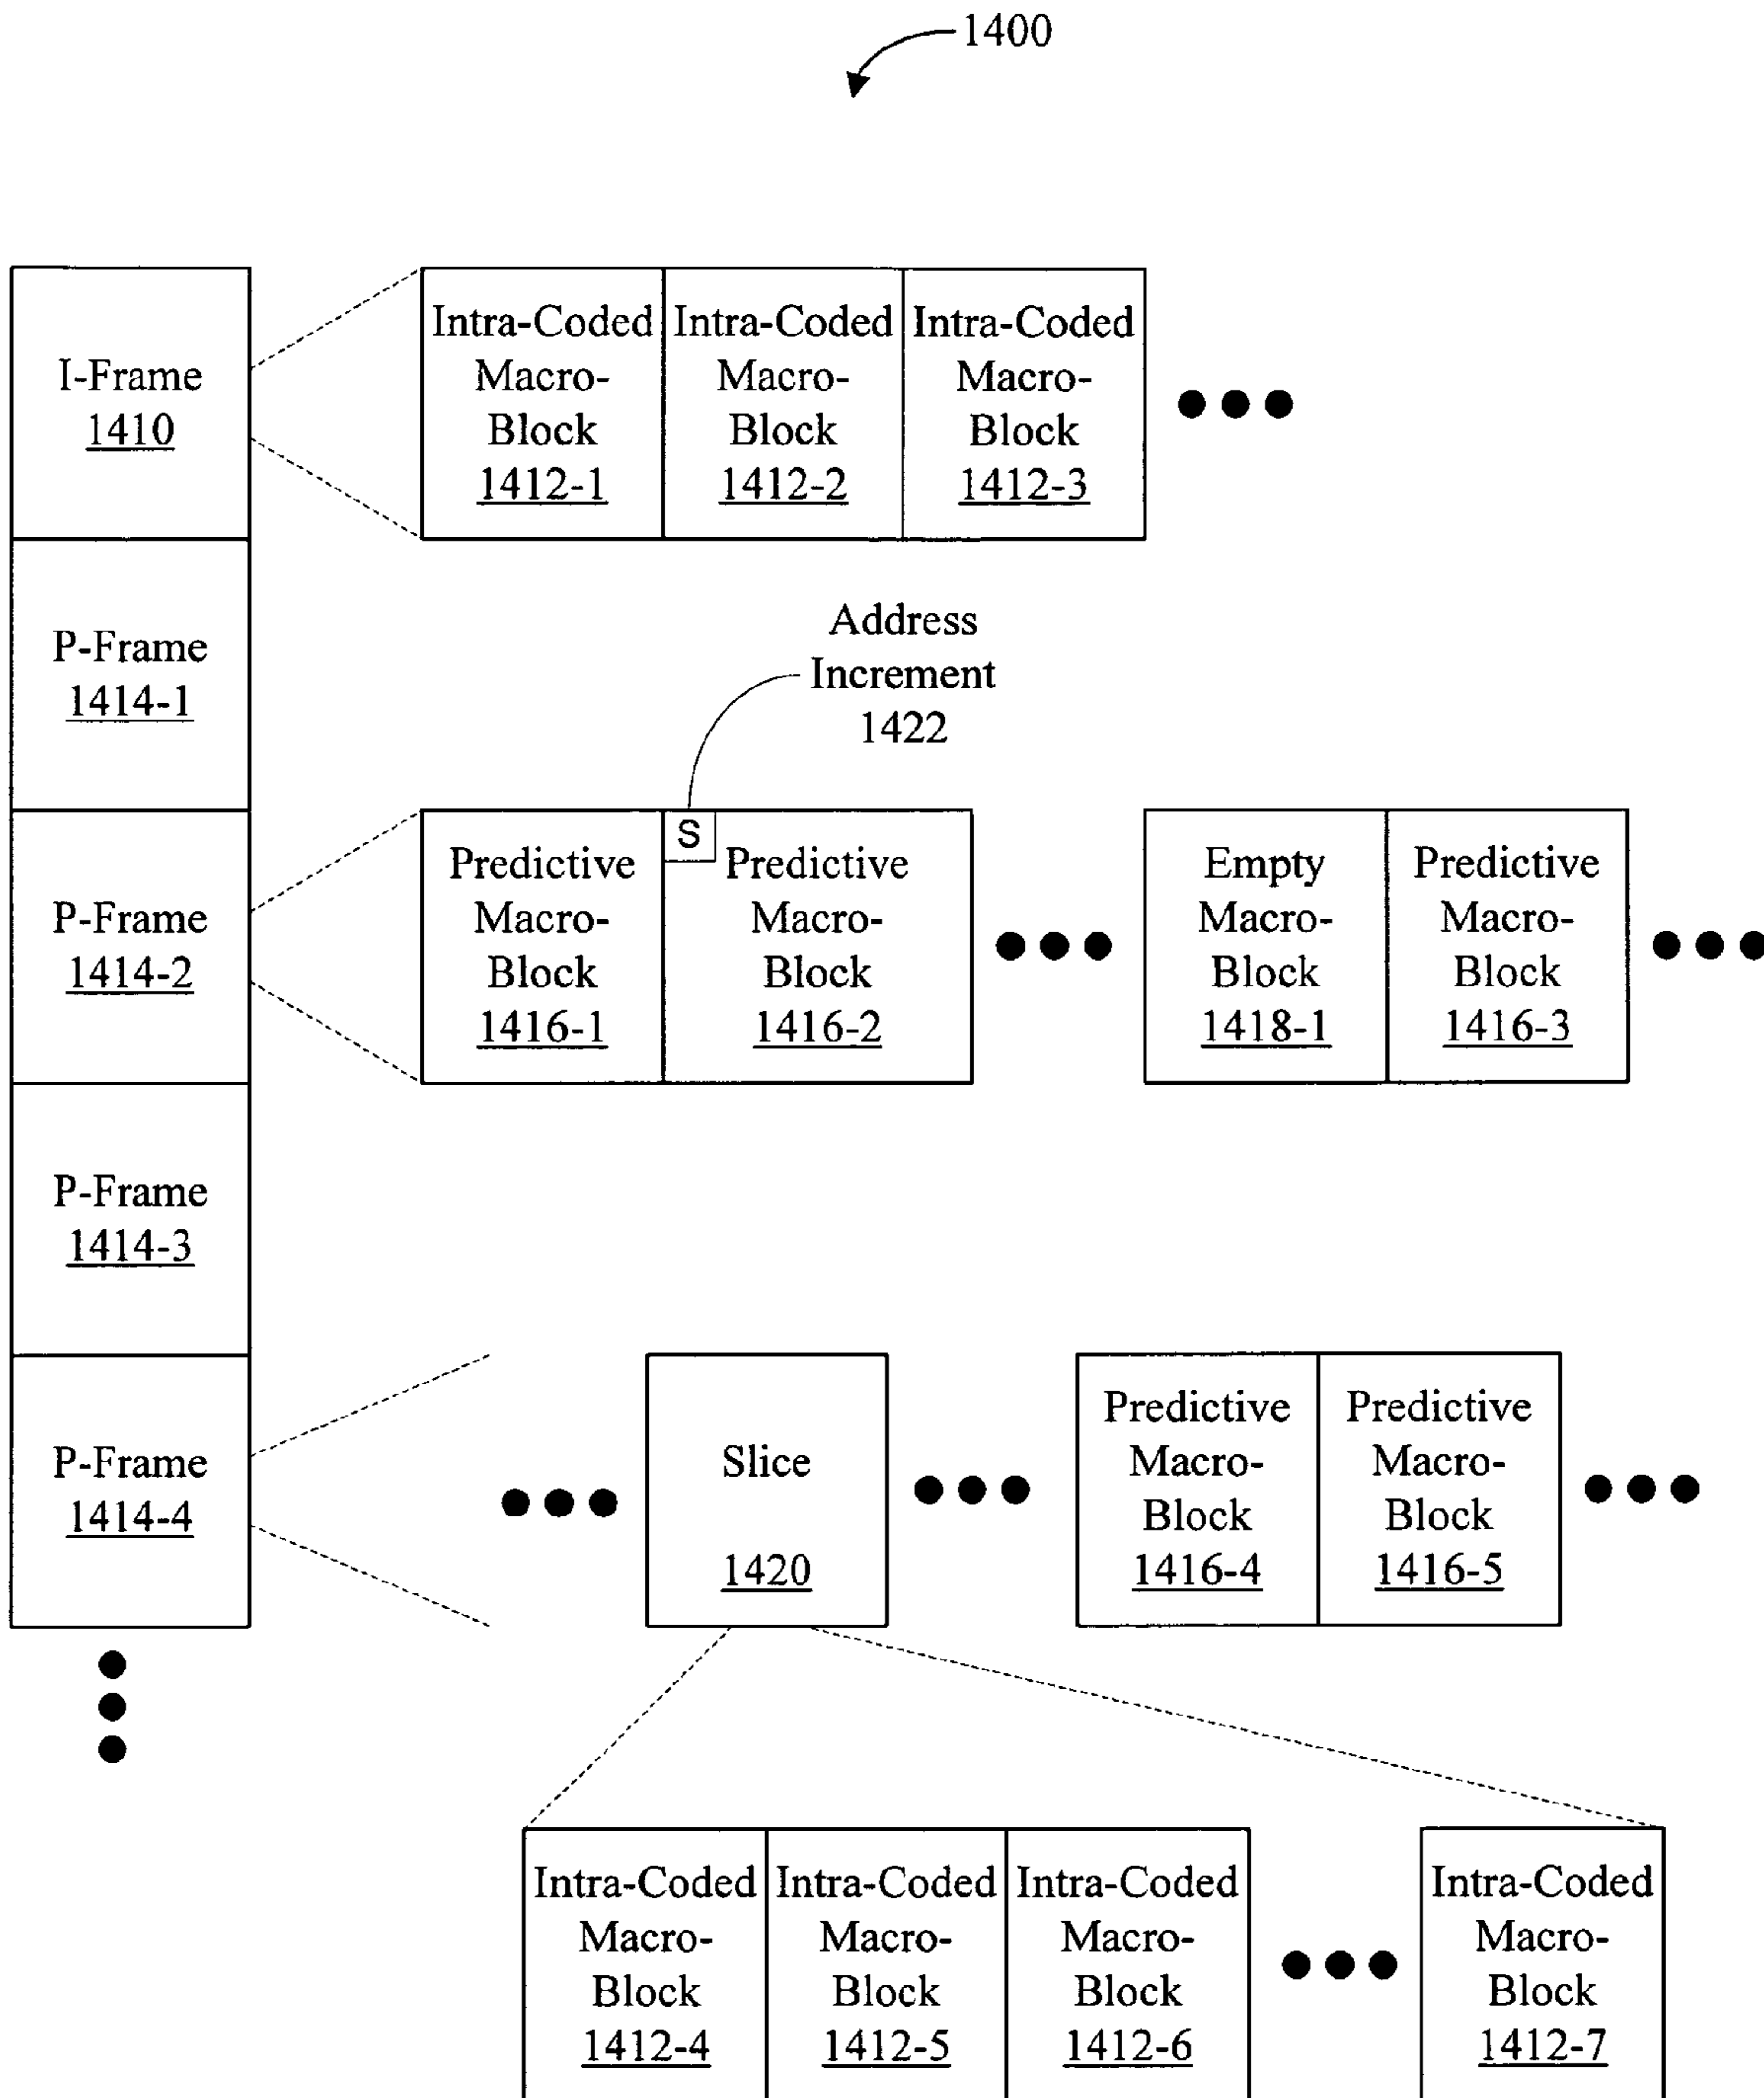 1400
I-Frame
1410
Intra-Coded
Macro-
Block
1412-1
Intra-Coded
Macro-
Block
1412-2
Intra-Coded
Macro-
Block
1412-3
P-Frame
1414-1
Address
Increment
1422
P-Frame
1414-2
Predictive
Macro-
Block
1416-1
S
Predictive
Macro-
Block
1416-2
Empty
Macro-
Block
1418-1
Predictive
Macro-
Block
1416-3
P-Frame
1414-3
P-Frame
1414-4
Slice
1420
Predictive
Macro-
Block
1416-4
Predictive
Macro-
Block
1416-5
Intra-Coded
Macro-
Block
1412-4
Intra-Coded
Macro-
Block
1412-5
Intra-Coded
Macro-
Block
1412-6
Intra-Coded
Macro-
Block
1412-7